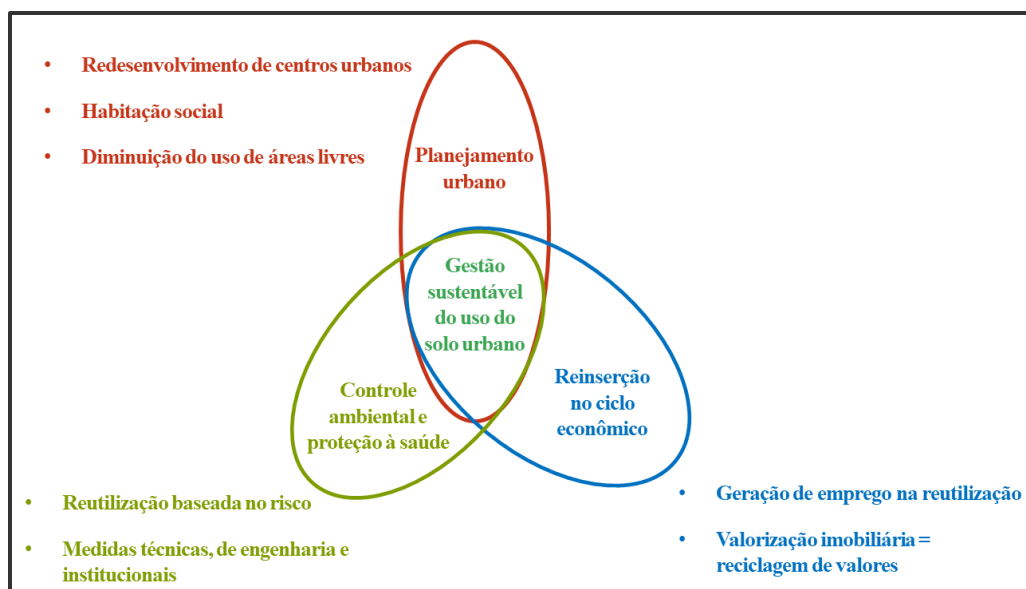 • Redesenvolvimento de centros urbanos
• Habitação social
• Diminuição do uso de áreas livres
Planejamento
urbano
Gestão
sustentável
do uso do
solo urbano
Controle
ambiental e
proteção à saúde
Reinserção
no ciclo
econômico
• Reutilização baseada no risco
• Medidas técnicas, de engenharia e
institucionais
• Geração de emprego na reutilização
• Valorização imobiliária =
reciclagem de valores